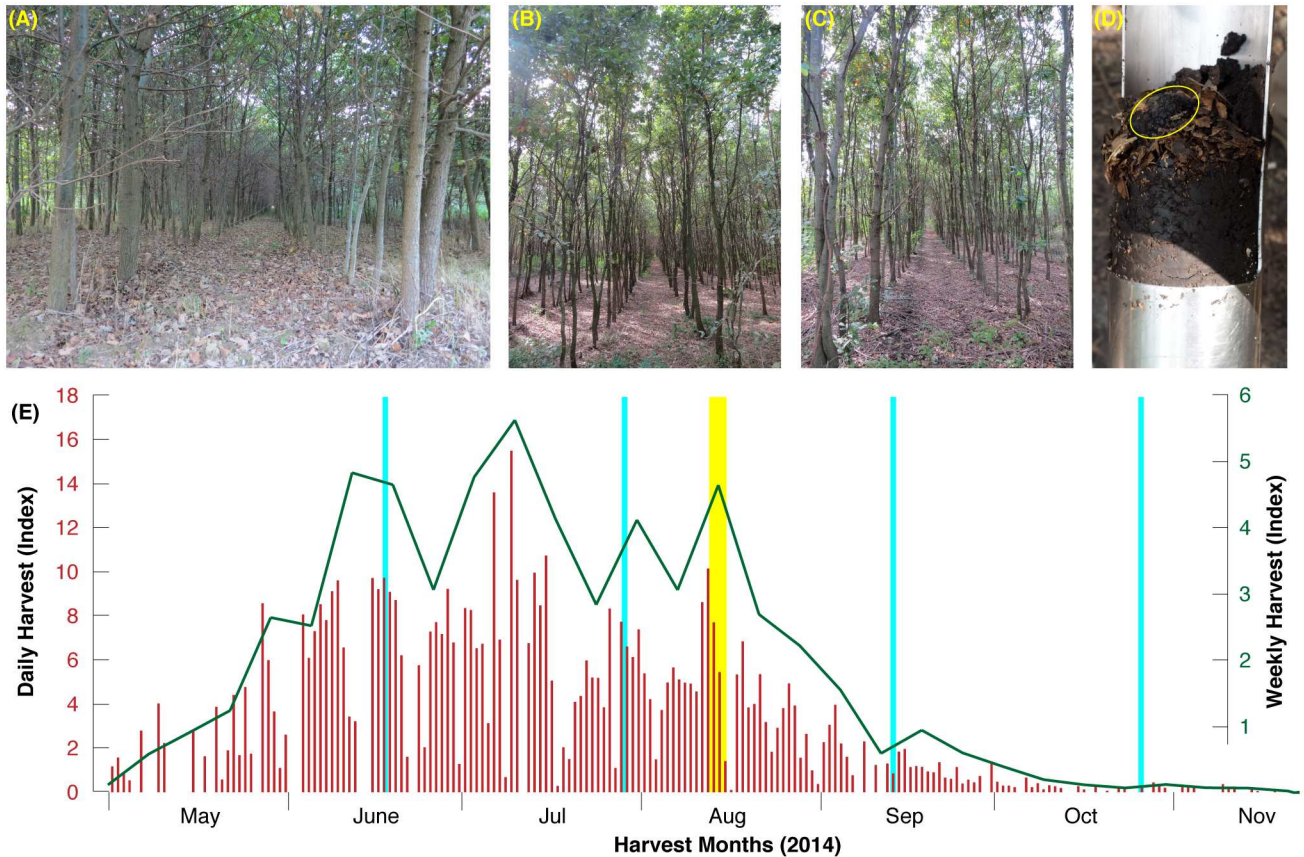 (A)
(B)
(C)
(D)
(E)
18
16
14
12
10
8
6
4
2
0
Daily Harvest (Index)
6
5
4
3
2
1
Weekly Harvest (Index)
May June Jul Aug Sep Oct Nov
Harvest Months (2014)